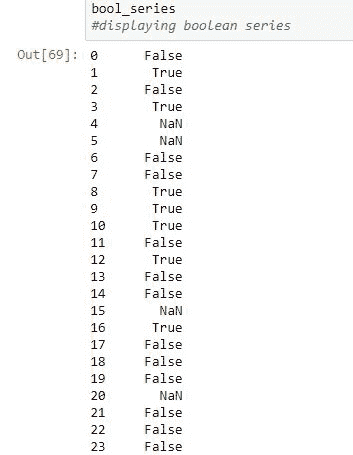 bool_series
#displaying boolean series
Out[69]: 0 False
1 True
2 False
3 True
4 NaN
5 NaN
6 False
7 False
8 True
9 True
10 True
11 False
12 True
13 False
14 False
15 NaN
16 True
17 False
18 False
19 False
20 NaN
21 False
22 False
23 False